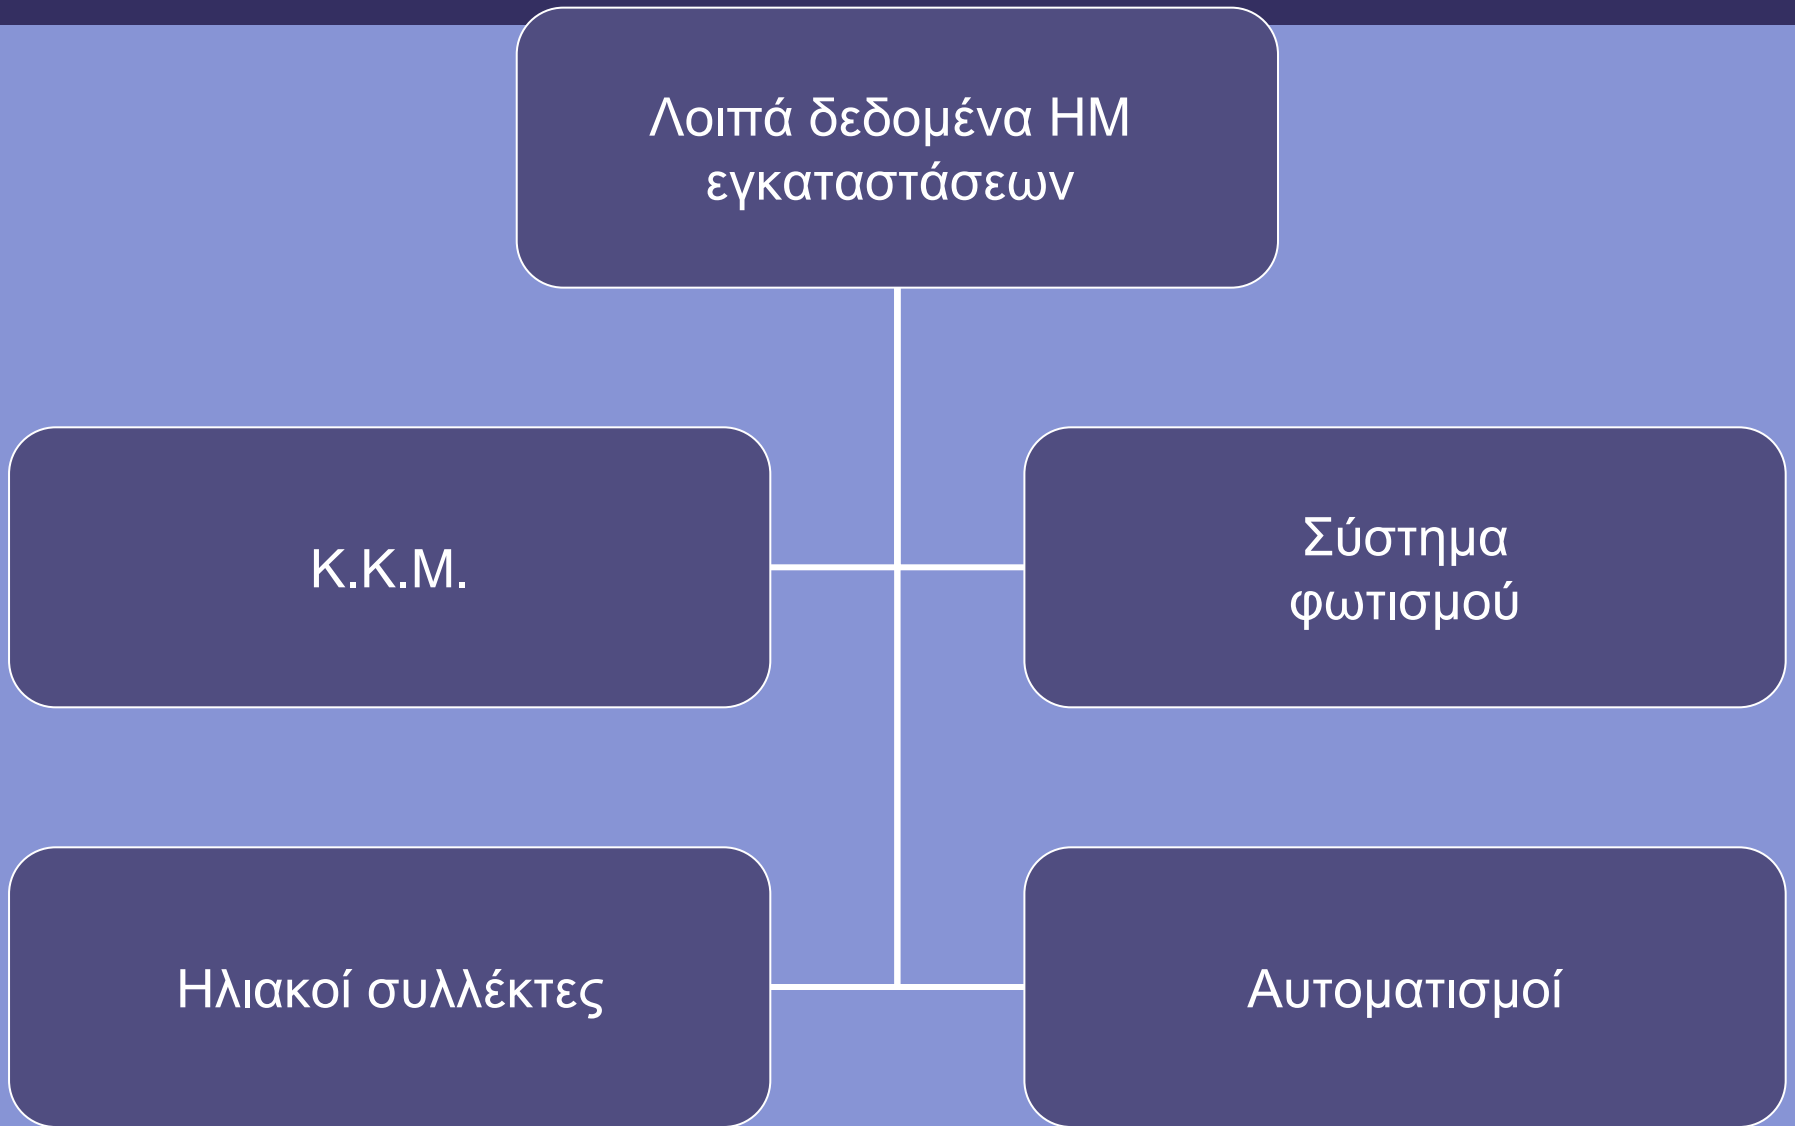 Λοιπά δεδομένα ΗΜ
εγκαταστάσεων
Κ.Κ.Μ.
Σύστημα
φωτισμού
Ηλιακοί συλλέκτες
Αυτοματισμοί